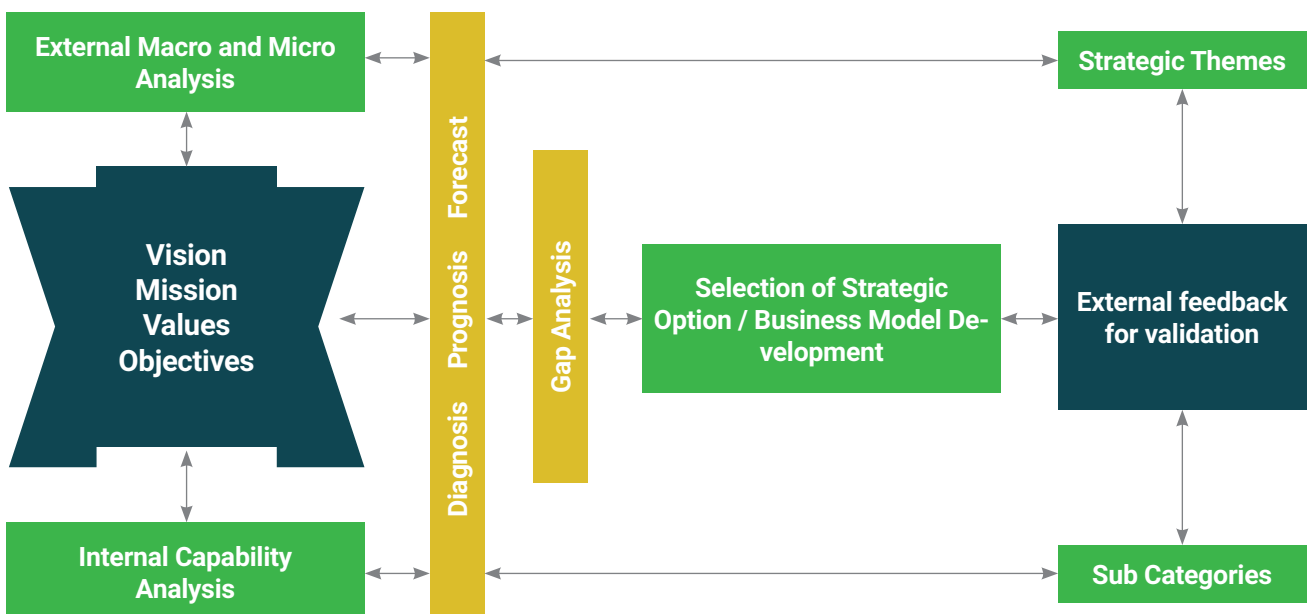 External Macro and Micro
Analysis
Vision
Mission
Values
Objectives
Internal Capability
Analysis
Diagnosis Prognosis Forecast
Gap Analysis
Selection of Strategic
Option / Business Model De-
velopment
Strategic Themes
External feedback
for validation
Sub Categories